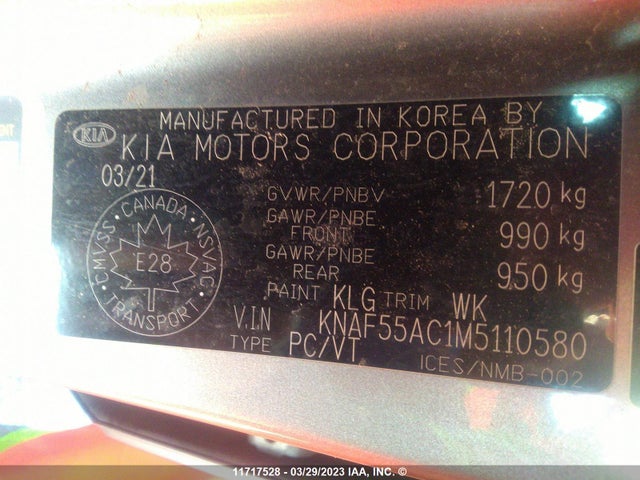 MANUFACTURED IN KOREA BY
KIA KIA MOTORS CORPORATION
03/21
GVWR/PNBV 1720 kg
GAWR/PNBE FRONT 990 kg
GAWR/PNBE REAR 950 kg
PAINT KLG TRIM WK
V.I.N KNAF55AC1M5110580
TYPE PC/VT
ICES/NMB-002
CMVSS · CANADA · NSVAC
E28
TRANSPORT
11717528 - 03/29/2023 IAA, INC. ©